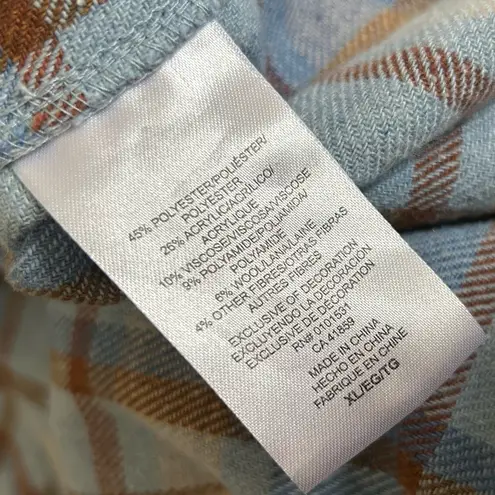 45% POLYESTER/POLIÉSTER/
POLYESTER
26% ACRYLIC/ACRÍLICO/
ACRYLIQUE
10% VISCOSE/VISCOSA/VISCOSE
9% POLYAMIDE/POLIAMIDA/
POLYAMIDE
6% WOOL/LANA/LAINE
4% OTHER FIBRES/OTRAS FIBRAS
AUTRES FIBRES
EXCLUSIVE OF DECORATION
EXCLUYENDO LA DECORACIÓN
EXCLUSIVE DE DÉCORATION
RN# 0101531
CA 41859
MADE IN CHINA
HECHO EN CHINA
FABRIQUE EN CHINE
XL/EG/TG